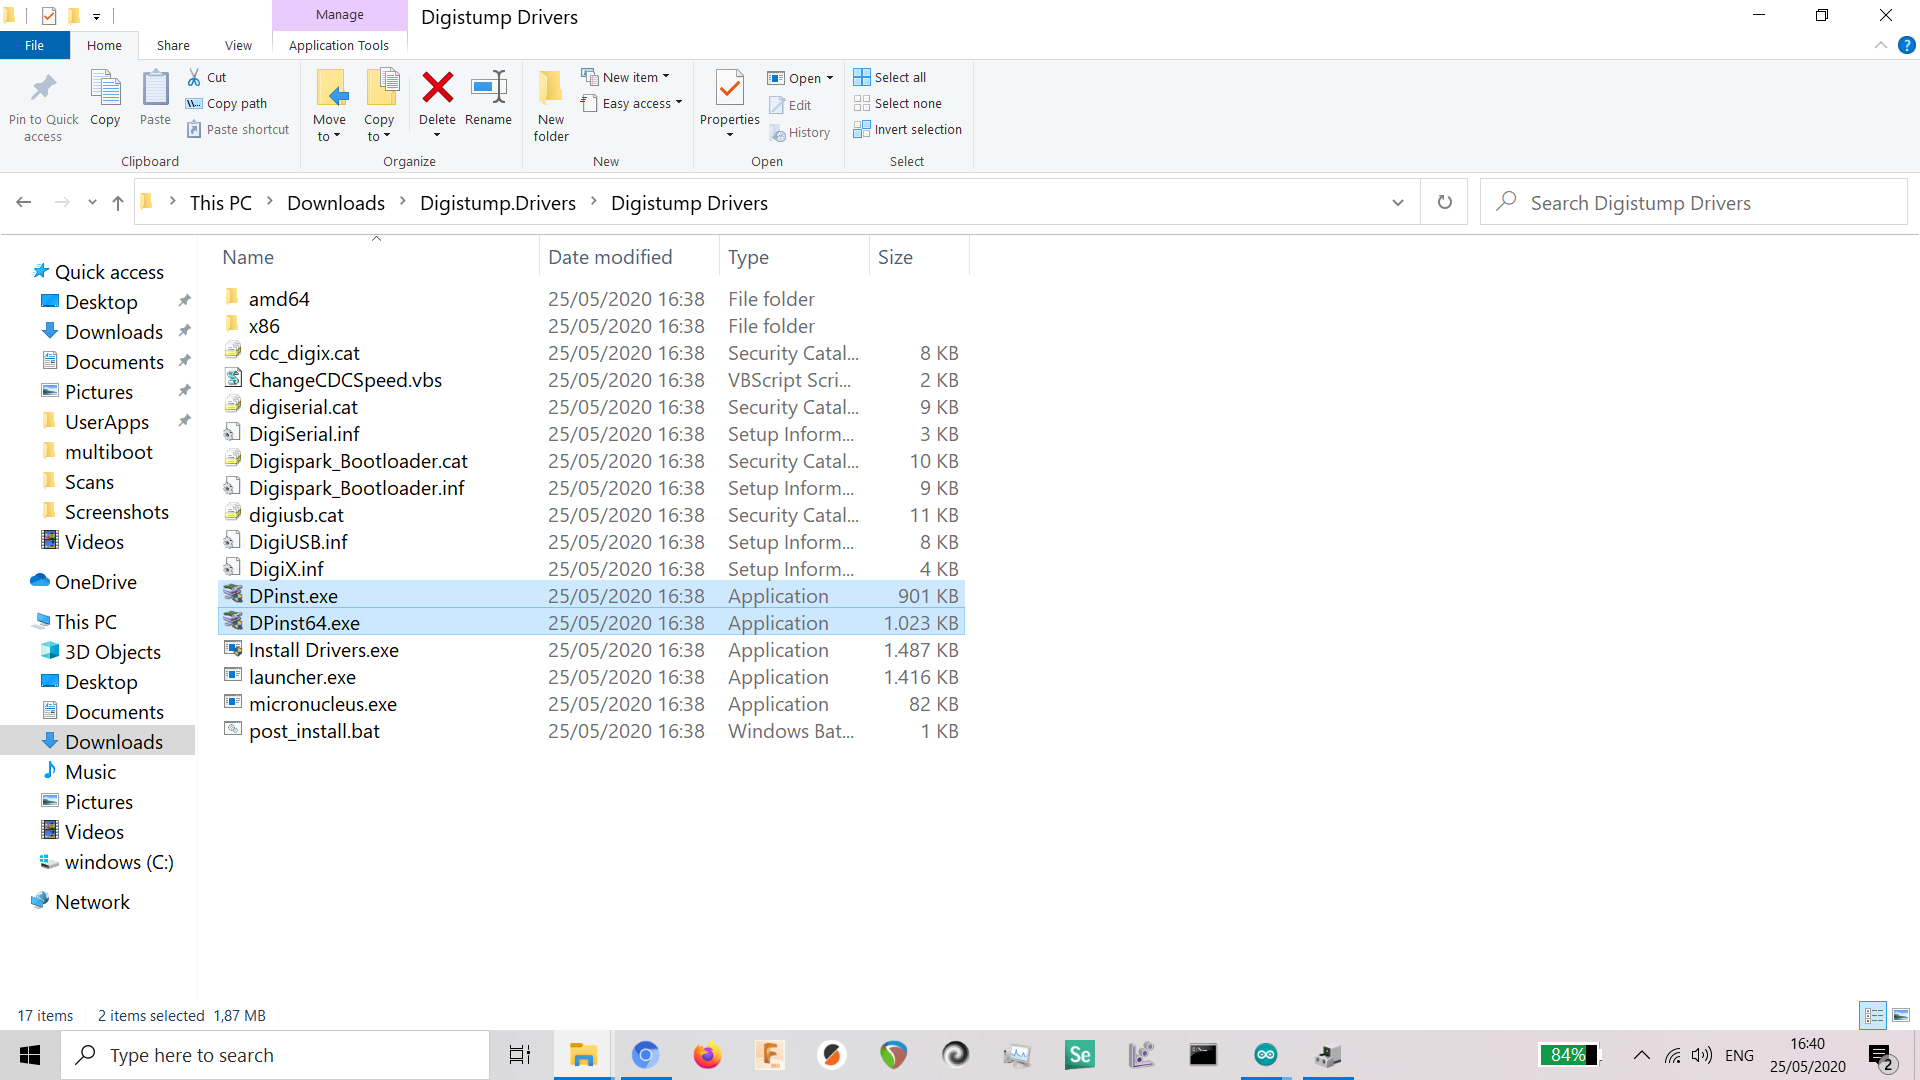 Manage
Digistump Drivers
File
Home
Share
View
Application Tools
Pin to Quick access
Copy
Paste
Cut
Copy path
Paste shortcut
Clipboard
Move to
Copy to
Delete
Rename
Organize
New folder
New item
Easy access
New
Properties
Open
Edit
History
Open
Select all
Select none
Invert selection
Select
This PC > Downloads > Digistump.Drivers > Digistump Drivers
Search Digistump Drivers
Name Date modified Type Size
amd64 25/05/2020 16:38 File folder
x86 25/05/2020 16:38 File folder
cdc_digix.cat 25/05/2020 16:38 Security Catal... 8 KB
ChangeCDCSpeed.vbs 25/05/2020 16:38 VBScript Scri... 2 KB
digiserial.cat 25/05/2020 16:38 Security Catal... 9 KB
DigiSerial.inf 25/05/2020 16:38 Setup Inform... 3 KB
Digispark_Bootloader.cat 25/05/2020 16:38 Security Catal... 10 KB
Digispark_Bootloader.inf 25/05/2020 16:38 Setup Inform... 9 KB
digiusb.cat 25/05/2020 16:38 Security Catal... 11 KB
DigiUSB.inf 25/05/2020 16:38 Setup Inform... 8 KB
DigiX.inf 25/05/2020 16:38 Setup Inform... 4 KB
DPinst.exe 25/05/2020 16:38 Application 901 KB
DPinst64.exe 25/05/2020 16:38 Application 1.023 KB
Install Drivers.exe 25/05/2020 16:38 Application 1.487 KB
launcher.exe 25/05/2020 16:38 Application 1.416 KB
micronucleus.exe 25/05/2020 16:38 Application 82 KB
post_install.bat 25/05/2020 16:38 Windows Bat... 1 KB
Quick access
Desktop
Downloads
Documents
Pictures
UserApps
multiboot
Scans
Screenshots
Videos
OneDrive
This PC
3D Objects
Desktop
Documents
Downloads
Music
Pictures
Videos
windows (C:)
Network
17 items 2 items selected 1,87 MB
Type here to search
Se
84%
ENG
16:40
25/05/2020
2